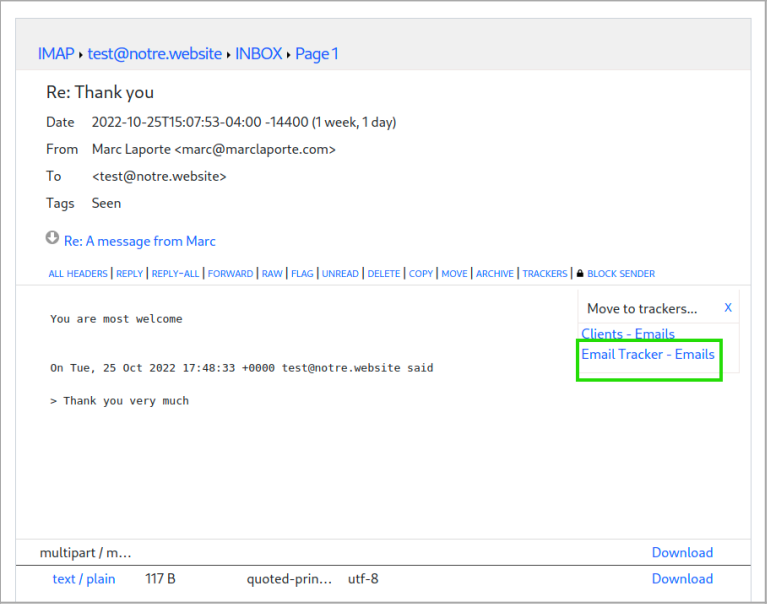 IMAP ▸ test@notre.website ▸ INBOX ▸ Page 1
Re: Thank you
Date 2022-10-25T15:07:53-04:00 -14400 (1 week, 1 day)
From Marc Laporte <marc@marclaporte.com>
To <test@notre.website>
Tags Seen
Re: A message from Marc
ALL HEADERS | REPLY | REPLY-ALL | FORWARD | RAW | FLAG | UNREAD | DELETE | COPY | MOVE | ARCHIVE | TRACKERS | BLOCK SENDER
Move to trackers... X
Clients - Emails
Email Tracker - Emails
You are most welcome
On Tue, 25 Oct 2022 17:48:33 +0000 test@notre.website said
> Thank you very much
multipart / m... Download
text / plain 117 B quoted-prin... utf-8 Download